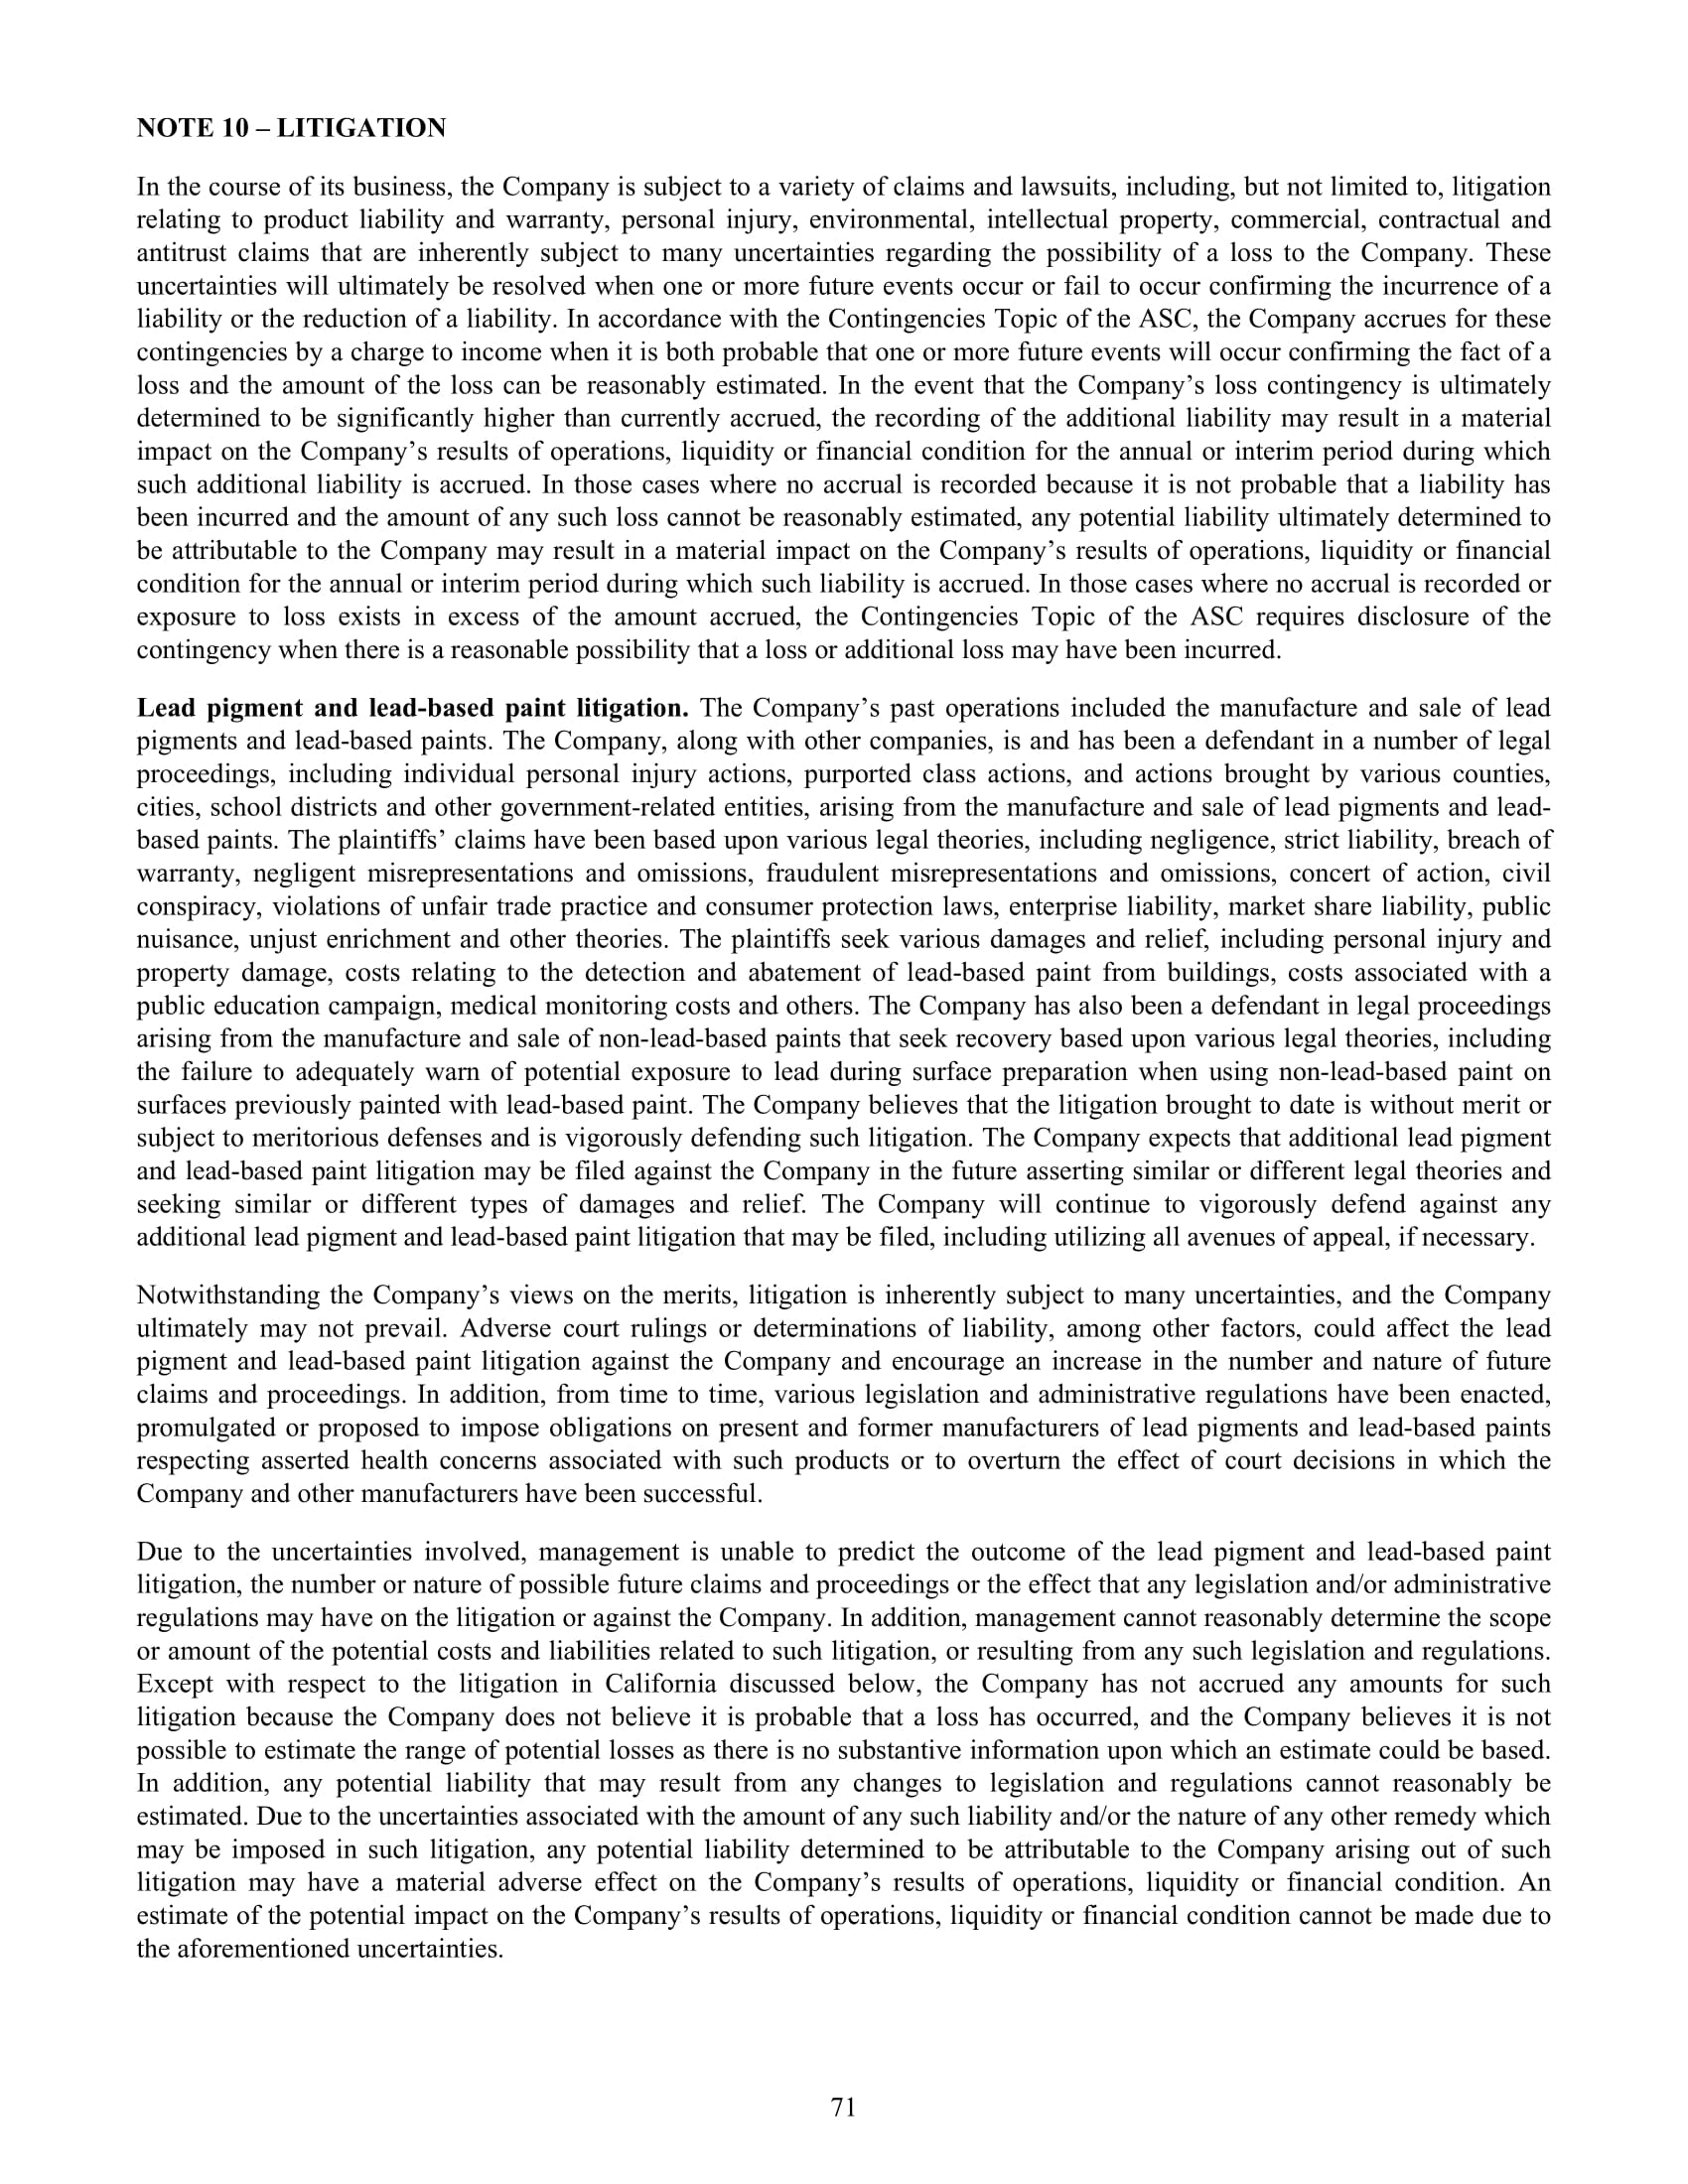 NOTE 10 – LITIGATION
In the course of its business, the Company is subject to a variety of claims and lawsuits, including, but not limited to, litigation
relating to product liability and warranty, personal injury, environmental, intellectual property, commercial, contractual and
antitrust claims that are inherently subject to many uncertainties regarding the possibility of a loss to the Company. These
uncertainties will ultimately be resolved when one or more future events occur or fail to occur confirming the incurrence of a
liability or the reduction of a liability. In accordance with the Contingencies Topic of the ASC, the Company accrues for these
contingencies by a charge to income when it is both probable that one or more future events will occur confirming the fact of a
loss and the amount of the loss can be reasonably estimated. In the event that the Company’s loss contingency is ultimately
determined to be significantly higher than currently accrued, the recording of the additional liability may result in a material
impact on the Company’s results of operations, liquidity or financial condition for the annual or interim period during which
such additional liability is accrued. In those cases where no accrual is recorded because it is not probable that a liability has
been incurred and the amount of any such loss cannot be reasonably estimated, any potential liability ultimately determined to
be attributable to the Company may result in a material impact on the Company’s results of operations, liquidity or financial
condition for the annual or interim period during which such liability is accrued. In those cases where no accrual is recorded or
exposure to loss exists in excess of the amount accrued, the Contingencies Topic of the ASC requires disclosure of the
contingency when there is a reasonable possibility that a loss or additional loss may have been incurred.
Lead pigment and lead-based paint litigation. The Company’s past operations included the manufacture and sale of lead
pigments and lead-based paints. The Company, along with other companies, is and has been a defendant in a number of legal
proceedings, including individual personal injury actions, purported class actions, and actions brought by various counties,
cities, school districts and other government-related entities, arising from the manufacture and sale of lead pigments and lead-
based paints. The plaintiffs’ claims have been based upon various legal theories, including negligence, strict liability, breach of
warranty, negligent misrepresentations and omissions, fraudulent misrepresentations and omissions, concert of action, civil
conspiracy, violations of unfair trade practice and consumer protection laws, enterprise liability, market share liability, public
nuisance, unjust enrichment and other theories. The plaintiffs seek various damages and relief, including personal injury and
property damage, costs relating to the detection and abatement of lead-based paint from buildings, costs associated with a
public education campaign, medical monitoring costs and others. The Company has also been a defendant in legal proceedings
arising from the manufacture and sale of non-lead-based paints that seek recovery based upon various legal theories, including
the failure to adequately warn of potential exposure to lead during surface preparation when using non-lead-based paint on
surfaces previously painted with lead-based paint. The Company believes that the litigation brought to date is without merit or
subject to meritorious defenses and is vigorously defending such litigation. The Company expects that additional lead pigment
and lead-based paint litigation may be filed against the Company in the future asserting similar or different legal theories and
seeking similar or different types of damages and relief. The Company will continue to vigorously defend against any
additional lead pigment and lead-based paint litigation that may be filed, including utilizing all avenues of appeal, if necessary.
Notwithstanding the Company’s views on the merits, litigation is inherently subject to many uncertainties, and the Company
ultimately may not prevail. Adverse court rulings or determinations of liability, among other factors, could affect the lead
pigment and lead-based paint litigation against the Company and encourage an increase in the number and nature of future
claims and proceedings. In addition, from time to time, various legislation and administrative regulations have been enacted,
promulgated or proposed to impose obligations on present and former manufacturers of lead pigments and lead-based paints
respecting asserted health concerns associated with such products or to overturn the effect of court decisions in which the
Company and other manufacturers have been successful.
Due to the uncertainties involved, management is unable to predict the outcome of the lead pigment and lead-based paint
litigation, the number or nature of possible future claims and proceedings or the effect that any legislation and/or administrative
regulations may have on the litigation or against the Company. In addition, management cannot reasonably determine the scope
or amount of the potential costs and liabilities related to such litigation, or resulting from any such legislation and regulations.
Except with respect to the litigation in California discussed below, the Company has not accrued any amounts for such
litigation because the Company does not believe it is probable that a loss has occurred, and the Company believes it is not
possible to estimate the range of potential losses as there is no substantive information upon which an estimate could be based.
In addition, any potential liability that may result from any changes to legislation and regulations cannot reasonably be
estimated. Due to the uncertainties associated with the amount of any such liability and/or the nature of any other remedy which
may be imposed in such litigation, any potential liability determined to be attributable to the Company arising out of such
litigation may have a material adverse effect on the Company’s results of operations, liquidity or financial condition. An
estimate of the potential impact on the Company’s results of operations, liquidity or financial condition cannot be made due to
the aforementioned uncertainties.
71